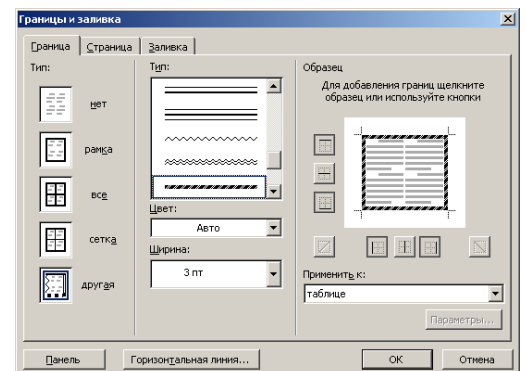 Границы и заливка
Граница
Страница
Заливка
Тип:
нет
рамка
все
сетка
другая
Тип:
Цвет:
Авто
Ширина:
3 пт
Образец
Для добавления границ щелкните
образец или используйте кнопки
Применить к:
таблице
Параметры...
Панель
Горизонтальная линия...
ОК
Отмена